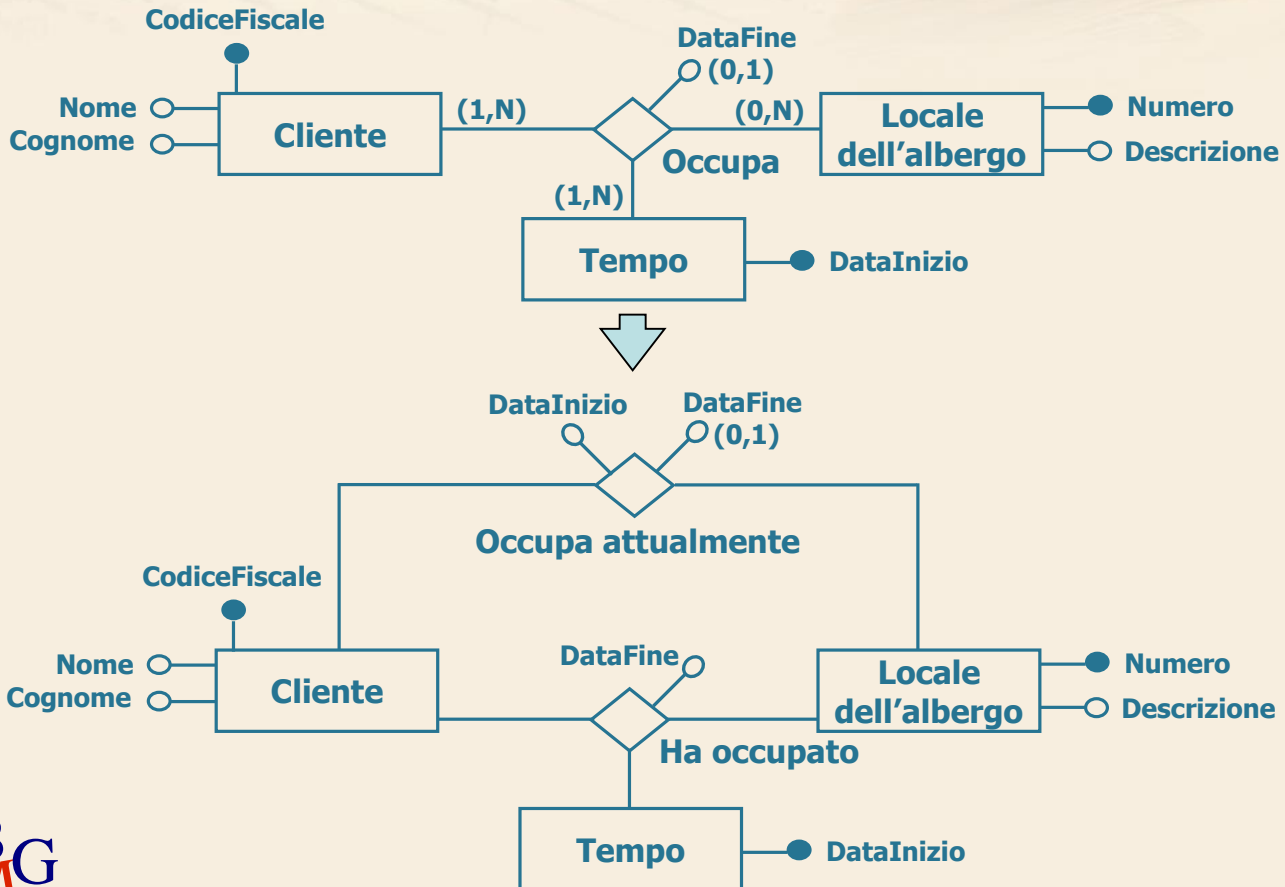 CodiceFiscale
DataFine
(0,1)
Nome
Cognome
Cliente
(1,N)
(0,N)
Locale
dell'albergo
Numero
Descrizione
Occupa
(1,N)
Tempo
DataInizio
DataInizio
DataFine
(0,1)
Occupa attualmente
CodiceFiscale
Nome
Cognome
Cliente
DataFine
Locale
dell'albergo
Numero
Descrizione
Ha occupato
Tempo
DataInizio